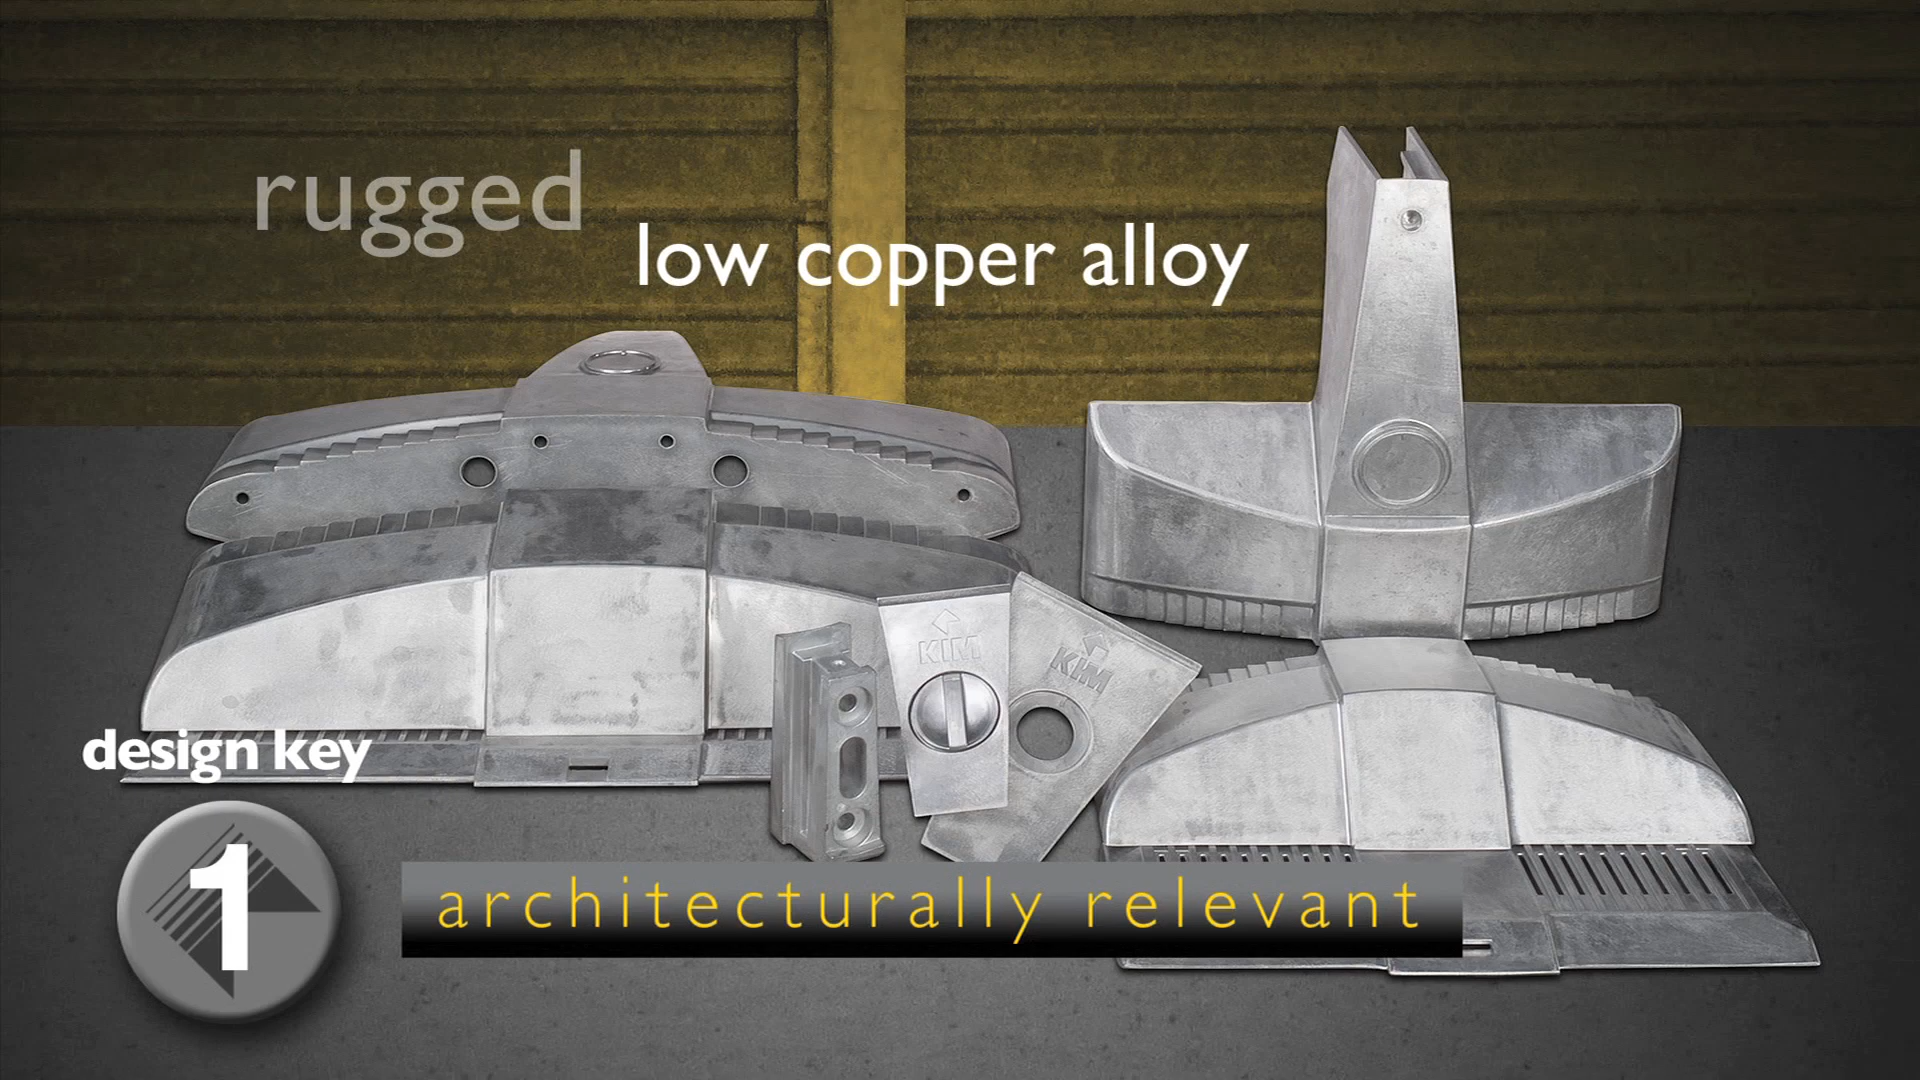 rugged
low copper alloy
KIM
KIM
design key
1
architecturally relevant